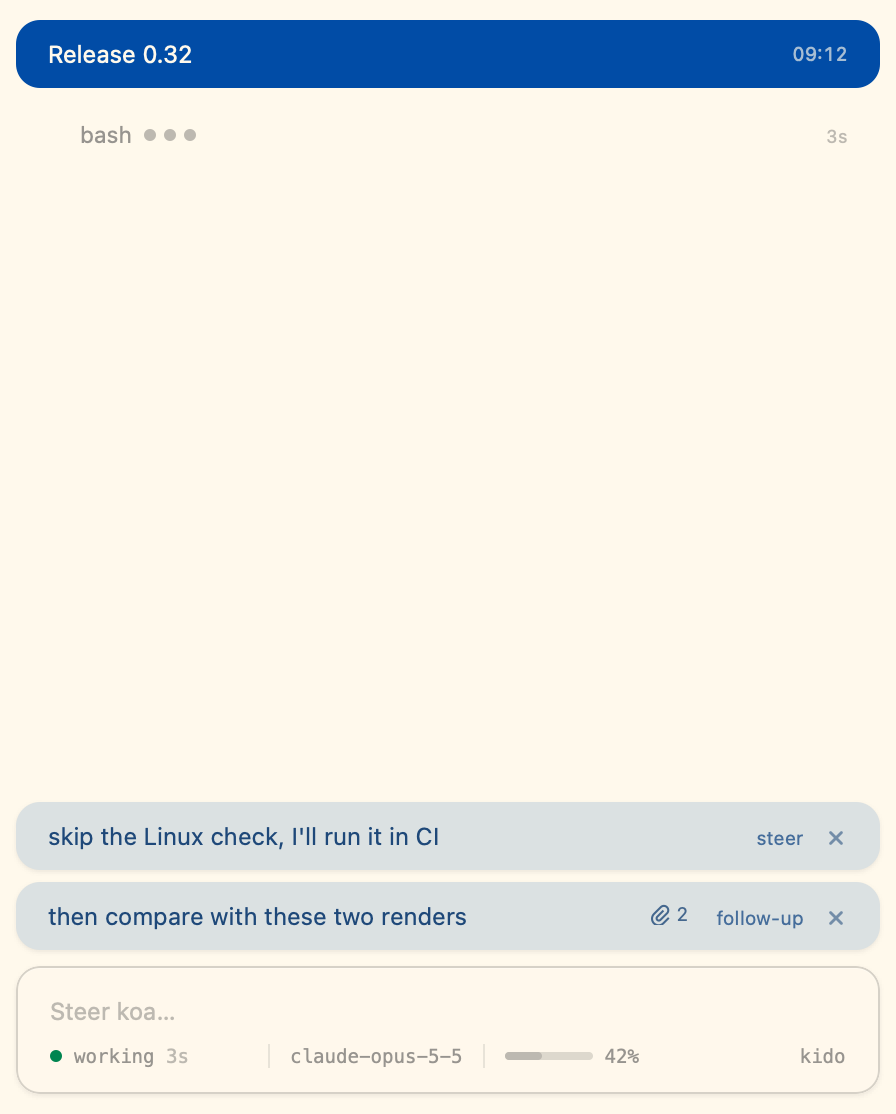 Release 0.32 09:12
bash 3s
skip the Linux check, I'll run it in CI steer ×
then compare with these two renders 2 follow-up ×
Steer koa...
working 3s claude-opus-5-5 42% kido